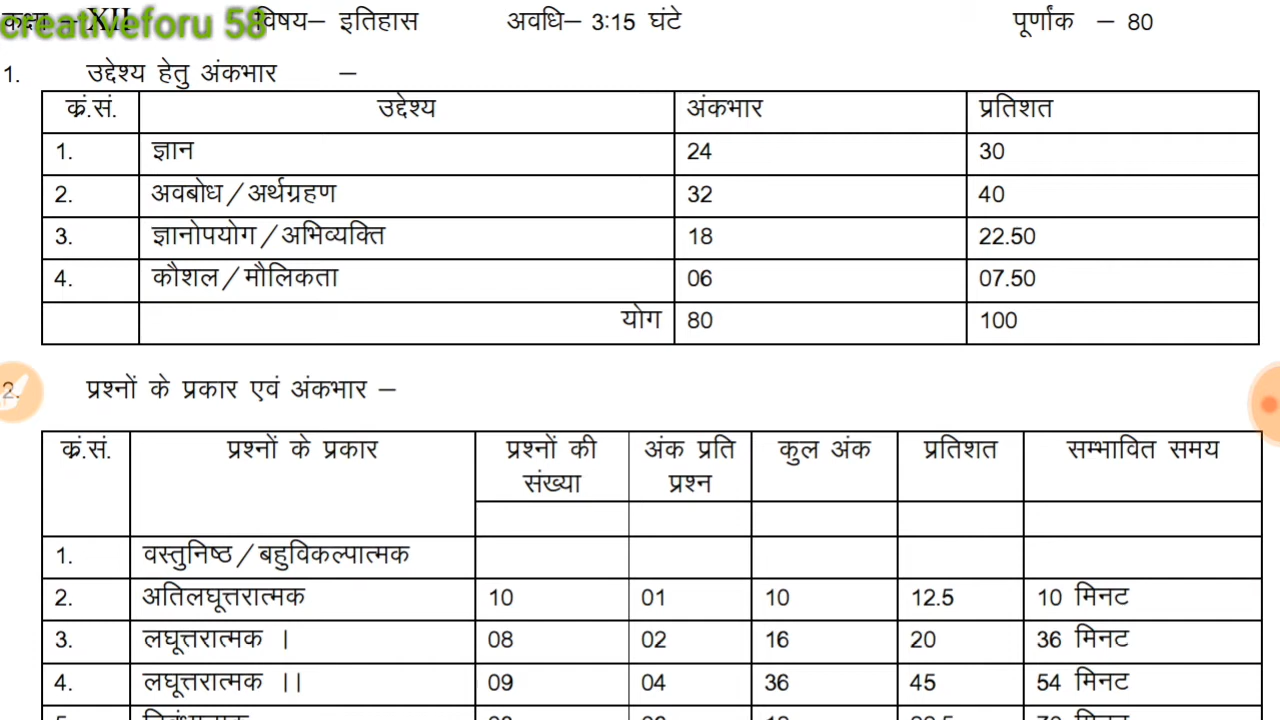 कक्षा – XII विषय– इतिहास अवधि– 3:15 घंटे पूर्णांक – 80
creativeforu 58
1. उद्देश्य हेतु अंकभार –
क्रं.सं. उद्देश्य अंकभार प्रतिशत
1. ज्ञान 24 30
2. अवबोध/अर्थग्रहण 32 40
3. ज्ञानोपयोग/अभिव्यक्ति 18 22.50
4. कौशल/मौलिकता 06 07.50
योग 80 100
2. प्रश्नों के प्रकार एवं अंकभार –
क्रं.सं. प्रश्नों के प्रकार प्रश्नों की अंक प्रति कुल अंक प्रतिशत सम्भावित समय
संख्या प्रश्न
1. वस्तुनिष्ठ/बहुविकल्पात्मक
2. अतिलघूत्तरात्मक 10 01 10 12.5 10 मिनट
3. लघूत्तरात्मक । 08 02 16 20 36 मिनट
4. लघूत्तरात्मक ।। 09 04 36 45 54 मिनट